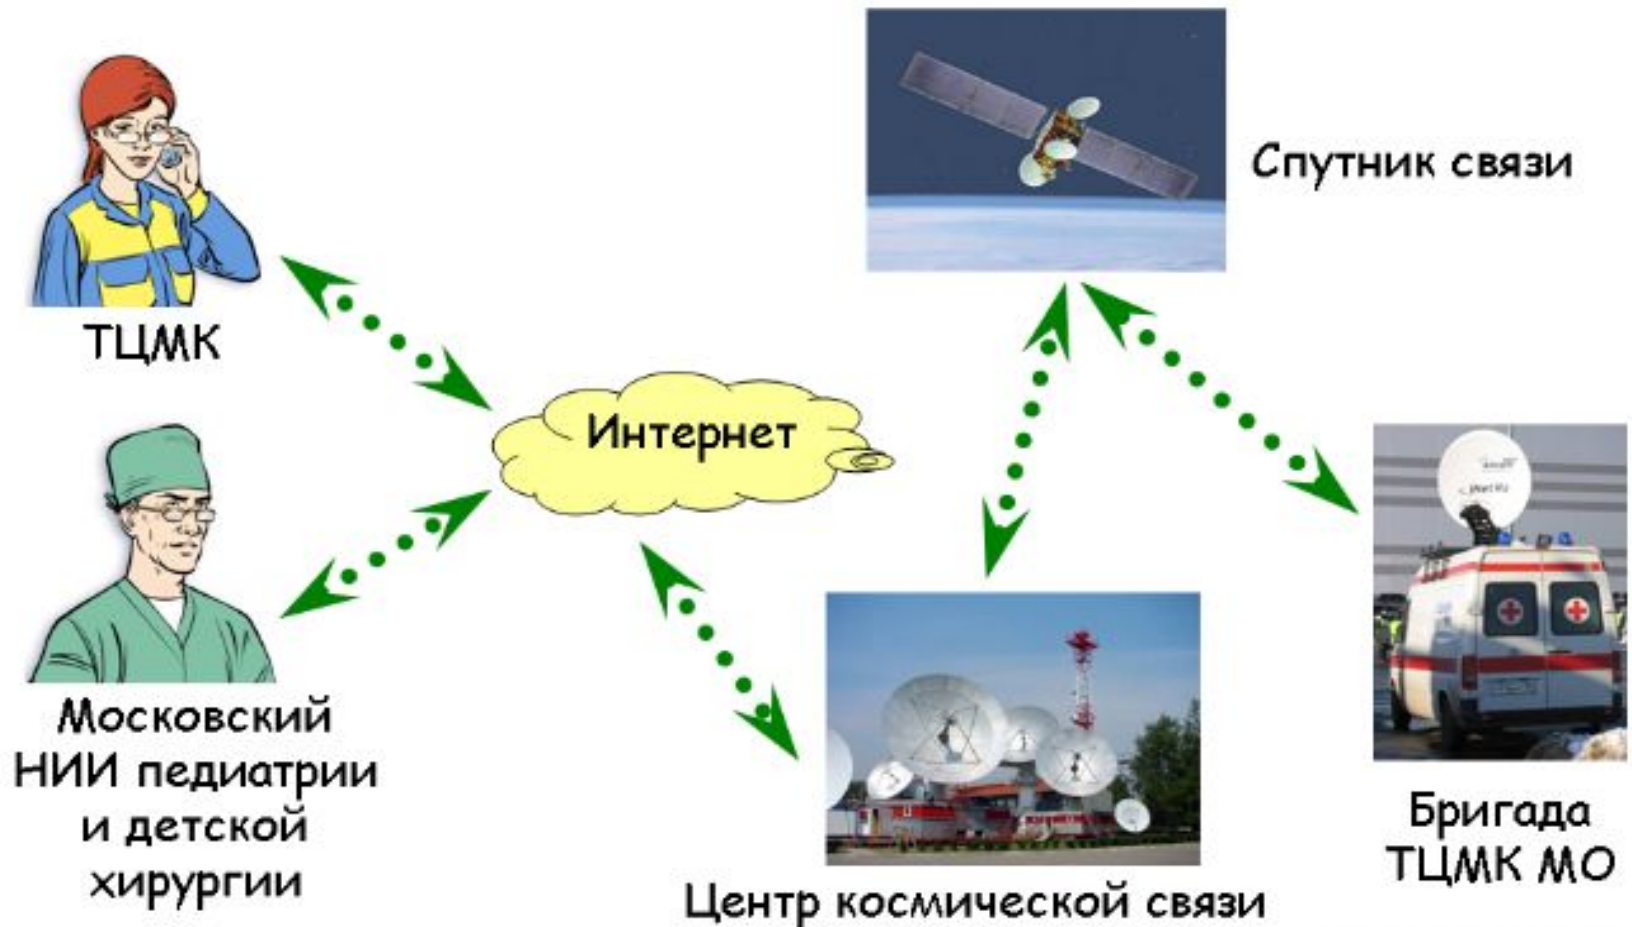 Спутник связи
ТЦМК
Интернет
Московский
НИИ педиатрии
и детской
хирургии
Центр космической связи
Бригада
ТЦМК МО